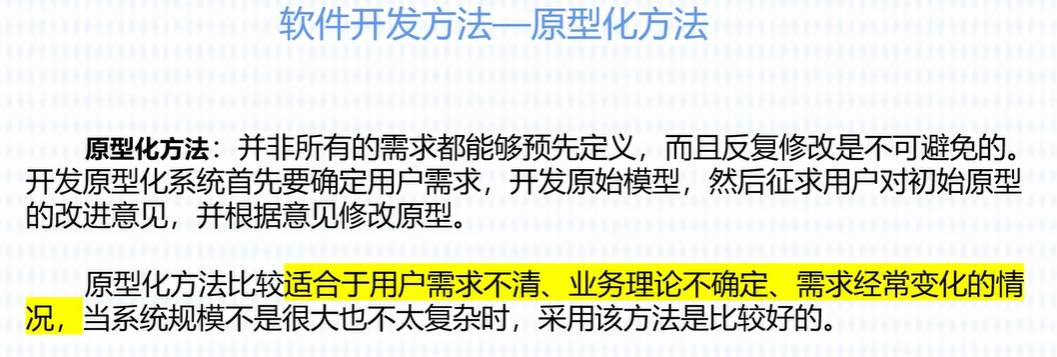 软件开发方法—原型化方法
原型化方法：并非所有的需求都能够预先定义，而且反复修改是不可避免的。
开发原型化系统首先要确定用户需求，开发原始模型，然后征求用户对初始原型
的改进意见，并根据意见修改原型。
原型化方法比较适合于用户需求不清、业务理论不确定、需求经常变化的情
况，当系统规模不是很大也不太复杂时，采用该方法是比较好的。